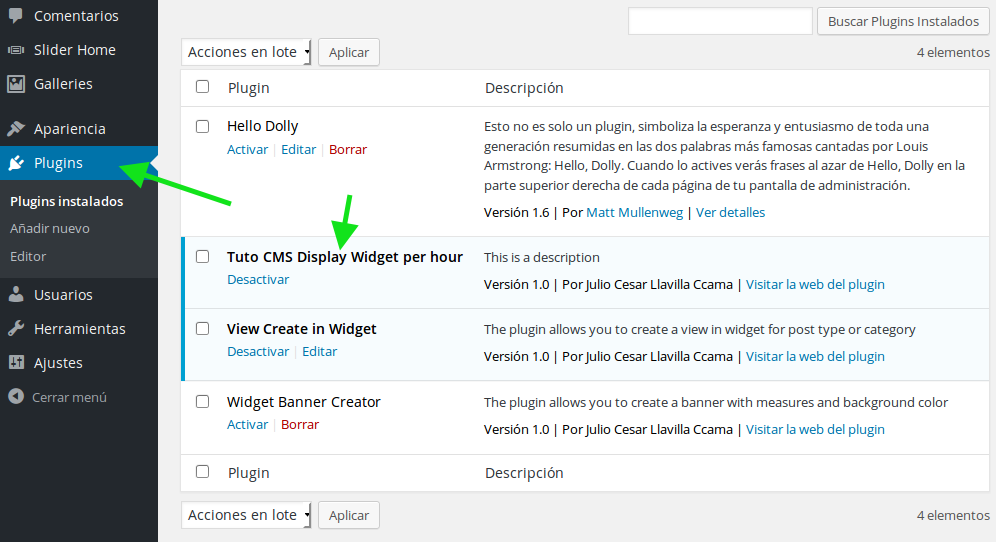 Comentarios
Slider Home
Galleries
Apariencia
Plugins
Plugins instalados
Añadir nuevo
Editor
Usuarios
Herramientas
Ajustes
Cerrar menú
Buscar Plugins Instalados
Acciones en lote Aplicar 4 elementos
Plugin Descripción
Hello Dolly
Activar | Editar | Borrar
Esto no es solo un plugin, simboliza la esperanza y entusiasmo de toda una
generación resumidas en las dos palabras más famosas cantadas por Louis
Armstrong: Hello, Dolly. Cuando lo actives verás frases al azar de Hello, Dolly en la
parte superior derecha de cada página de tu pantalla de administración.
Versión 1.6 | Por Matt Mullenweg | Ver detalles
Tuto CMS Display Widget per hour
Desactivar
This is a description
Versión 1.0 | Por Julio Cesar Llavilla Ccama | Visitar la web del plugin
View Create in Widget
Desactivar | Editar
The plugin allows you to create a view in widget for post type or category
Versión 1.0 | Por Julio Cesar Llavilla Ccama | Visitar la web del plugin
Widget Banner Creator
Activar | Borrar
The plugin allows you to create a banner with measures and background color
Versión 1.0 | Por Julio Cesar Llavilla Ccama | Visitar la web del plugin
Plugin Descripción
Acciones en lote Aplicar 4 elementos